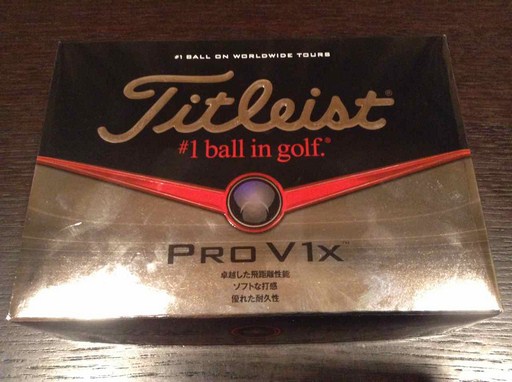 #1 BALL ON WORLDWIDE TOURS
Titleist®
#1 ball in golf.®
PRO V1x™
卓越した飛距離性能
ソフトな打感
優れた耐久性